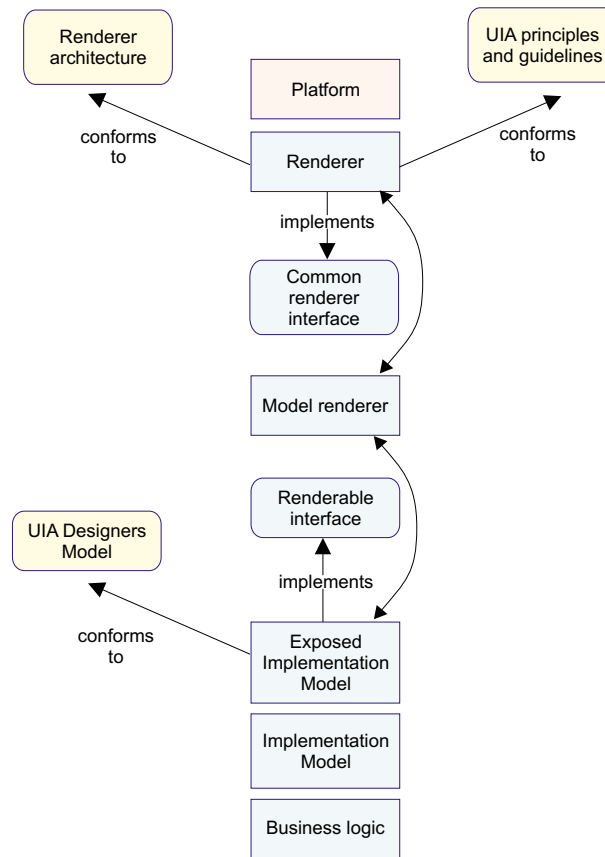 Renderer
architecture
UIA principles
and guidelines
Platform
conforms
to
Renderer
conforms
to
implements
Common
renderer
interface
Model renderer
Renderable
interface
UIA Designers
Model
implements
conforms
to
Exposed
Implementation
Model
Implementation
Model
Business logic